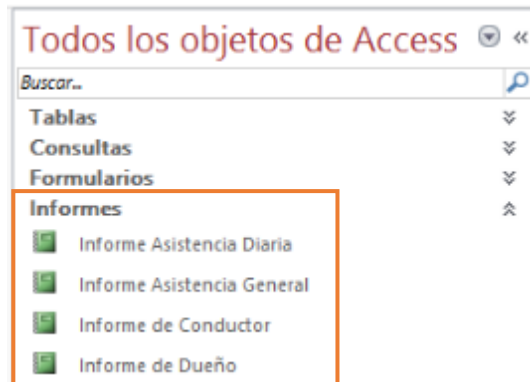 Todos los objetos de Access
Buscar..
Tablas
Consultas
Formularios
Informes
Informe Asistencia Diaria
Informe Asistencia General
Informe de Conductor
Informe de Dueño